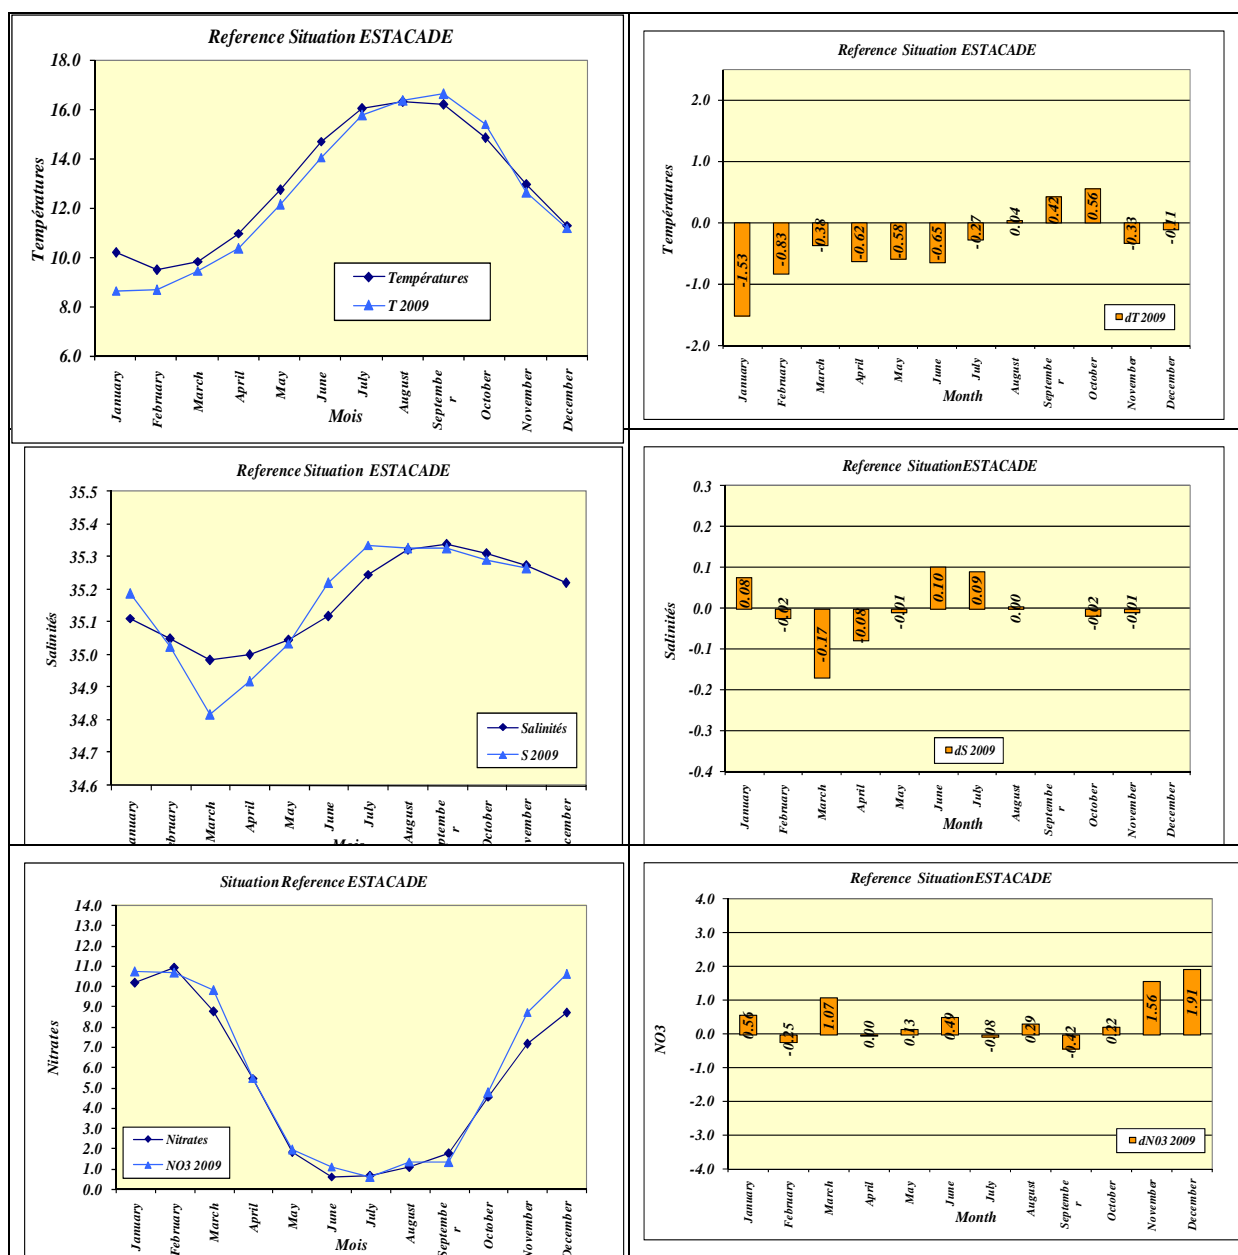 Reference Situation ESTACADE
18.0
16.0
14.0
12.0
10.0
8.0
6.0
Températures
Températures
T 2009
January
February
March
April
May
June
July
August
Septembe
r
October
November
December
Mois
Reference Situation ESTACADE
2.0
1.0
0.0
-1.0
-2.0
Températures
-1.53
-0.83
-0.38
-0.62
-0.58
-0.65
-0.27
0.04
0.42
0.56
-0.33
-0.11
dT 2009
January
February
March
April
May
June
July
August
Septembe
r
October
November
December
Month
Reference Situation ESTACADE
35.5
35.4
35.3
35.2
35.1
35.0
34.9
34.8
34.7
34.6
Salinités
Salinités
S 2009
anuary
bruary
March
April
May
June
July
August
ptembe
r
October
vember
cember
Mois
Reference SituationESTACADE
0.3
0.2
0.1
0.0
-0.1
-0.2
-0.3
-0.4
Salinités
0.08
-0.02
-0.17
-0.08
-0.01
0.10
0.09
0.00
-0.02
-0.01
dS 2009
January
February
March
April
May
June
July
August
Septembe
r
October
November
December
Month
Situation Reference ESTACADE
14.0
13.0
12.0
11.0
10.0
9.0
8.0
7.0
6.0
5.0
4.0
3.0
2.0
1.0
0.0
Nitrates
Nitrates
NO3 2009
January
February
March
April
May
June
July
August
Septembe
r
October
November
December
Mois
Reference SituationESTACADE
4.0
3.0
2.0
1.0
0.0
-1.0
-2.0
-3.0
-4.0
NO3
0.56
-0.25
1.07
0.00
0.13
0.49
-0.08
0.29
-0.42
0.22
1.56
1.91
dN03 2009
January
February
March
April
May
June
July
August
Septembe
r
October
November
December
Month